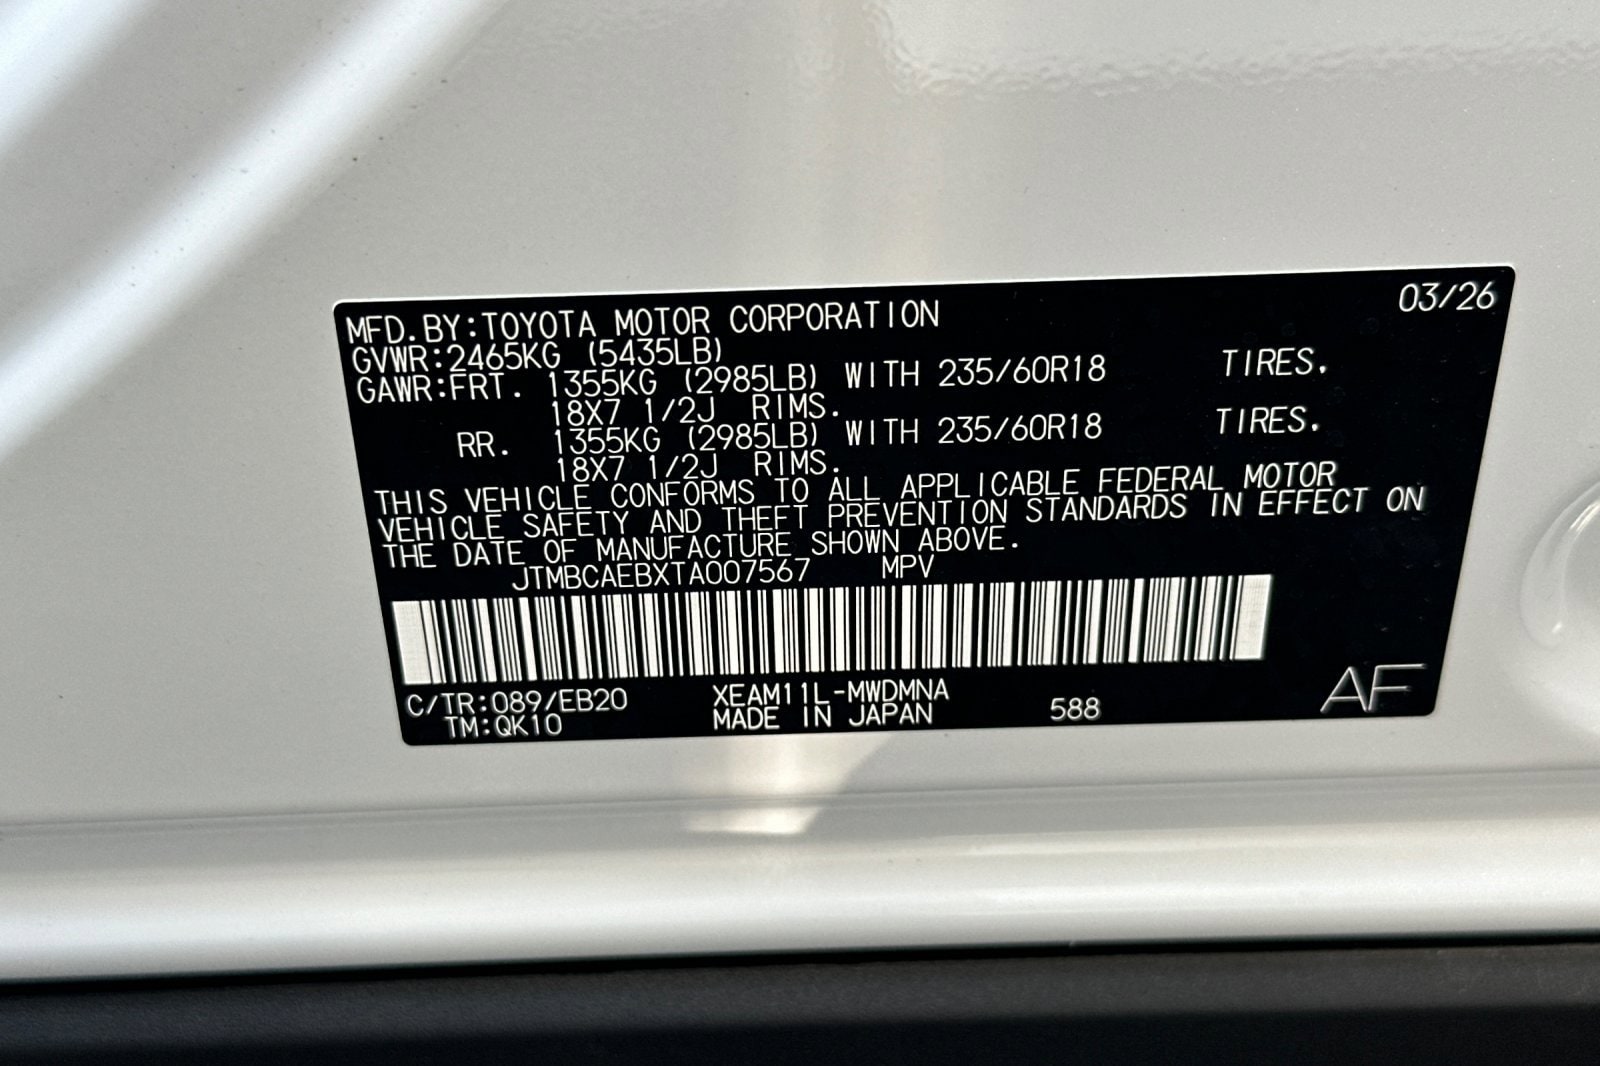 03/26
MFD.BY:TOYOTA MOTOR CORPORATION
GVWR:2465KG (5435LB)
GAWR:FRT. 1355KG (2985LB) WITH 235/60R18 TIRES.
18X7 1/2J RIMS.
RR. 1355KG (2985LB) WITH 235/60R18 TIRES.
18X7 1/2J RIMS.
THIS VEHICLE CONFORMS TO ALL APPLICABLE FEDERAL MOTOR
VEHICLE SAFETY AND THEFT PREVENTION STANDARDS IN EFFECT ON
THE DATE OF MANUFACTURE SHOWN ABOVE.
JTMBCAEBXTA007567 MPV
C/TR:089/EB20 XEAM11L-MWDMNA
TM:QK10 MADE IN JAPAN 588 AF